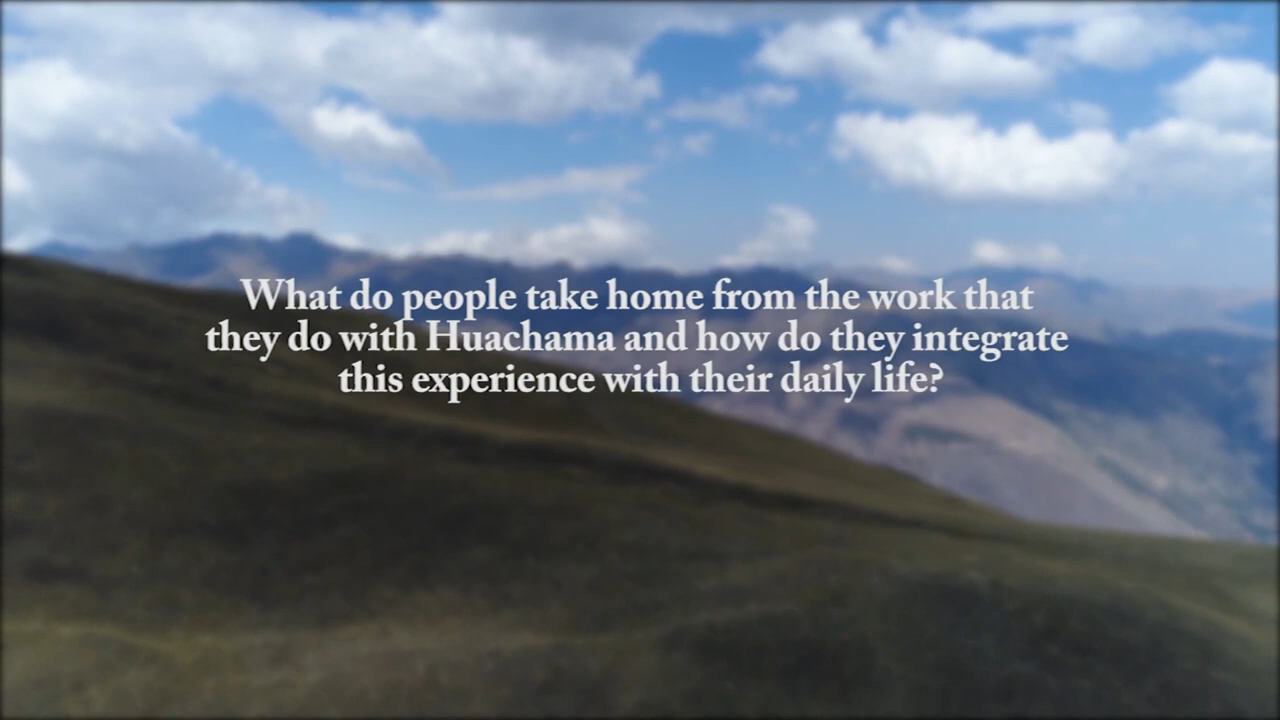 What do people take home from the work that
they do with Huachama and how do they integrate
this experience with their daily life?